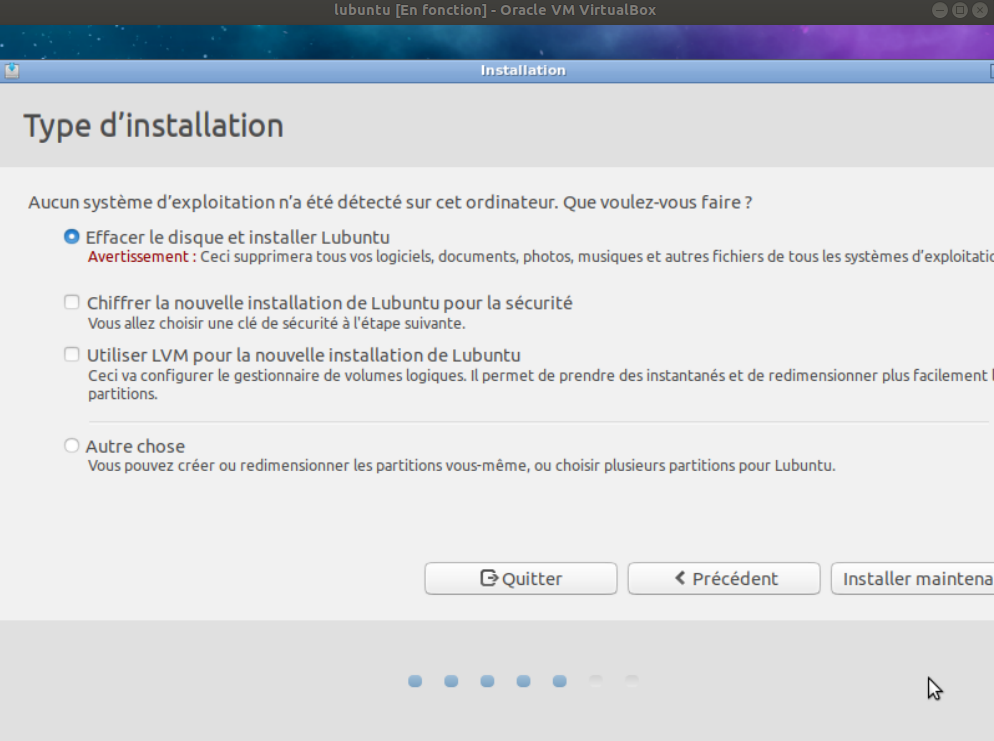 lubuntu [En fonction] - Oracle VM VirtualBox
Installation
Type d’installation
Aucun système d’exploitation n’a été détecté sur cet ordinateur. Que voulez-vous faire ?
Effacer le disque et installer Lubuntu
Avertissement : Ceci supprimera tous vos logiciels, documents, photos, musiques et autres fichiers de tous les systèmes d’exploitatio
Chiffrer la nouvelle installation de Lubuntu pour la sécurité
Vous allez choisir une clé de sécurité à l'étape suivante.
Utiliser LVM pour la nouvelle installation de Lubuntu
Ceci va configurer le gestionnaire de volumes logiques. Il permet de prendre des instantanés et de redimensionner plus facilement
partitions.
Autre chose
Vous pouvez créer ou redimensionner les partitions vous-même, ou choisir plusieurs partitions pour Lubuntu.
Quitter
Précédent
Installer maintena